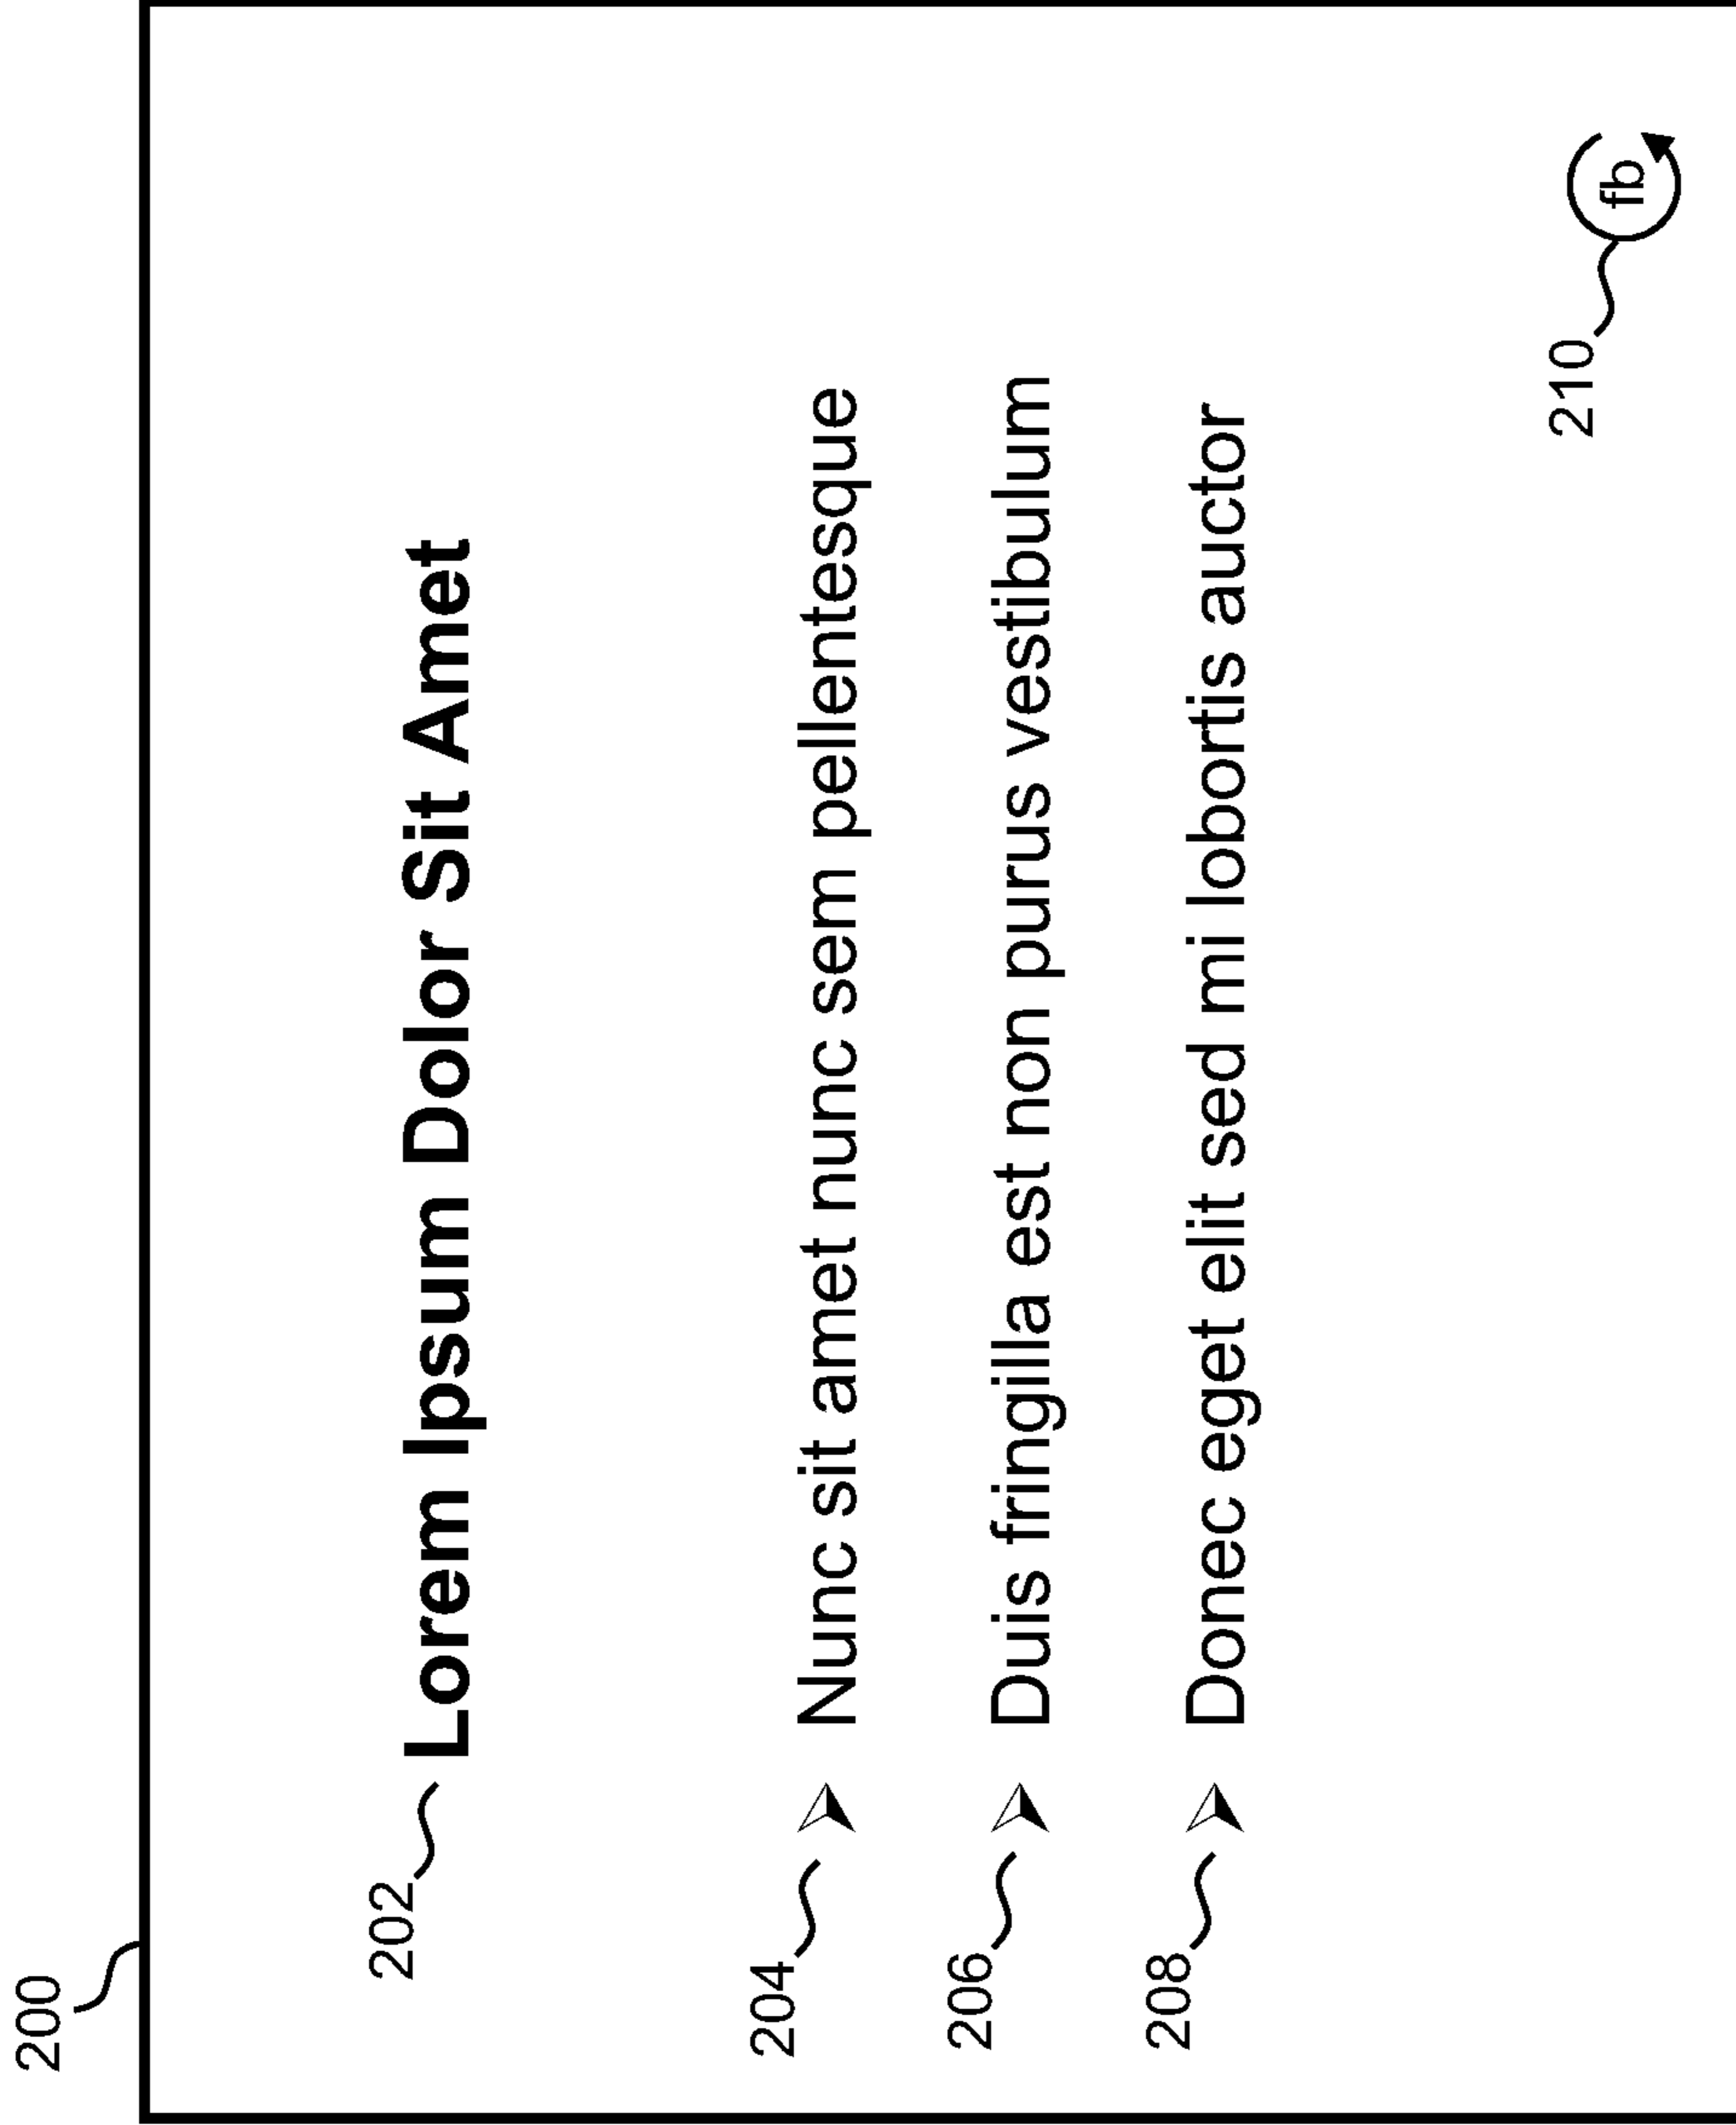 200
202 Lorem Ipsum Dolor Sit Amet
204 Nunc sit amet nunc sem pellentesque
206 Duis fringilla est non purus vestibulum
208 Donec eget elit sed mi lobortis auctor
210 fb